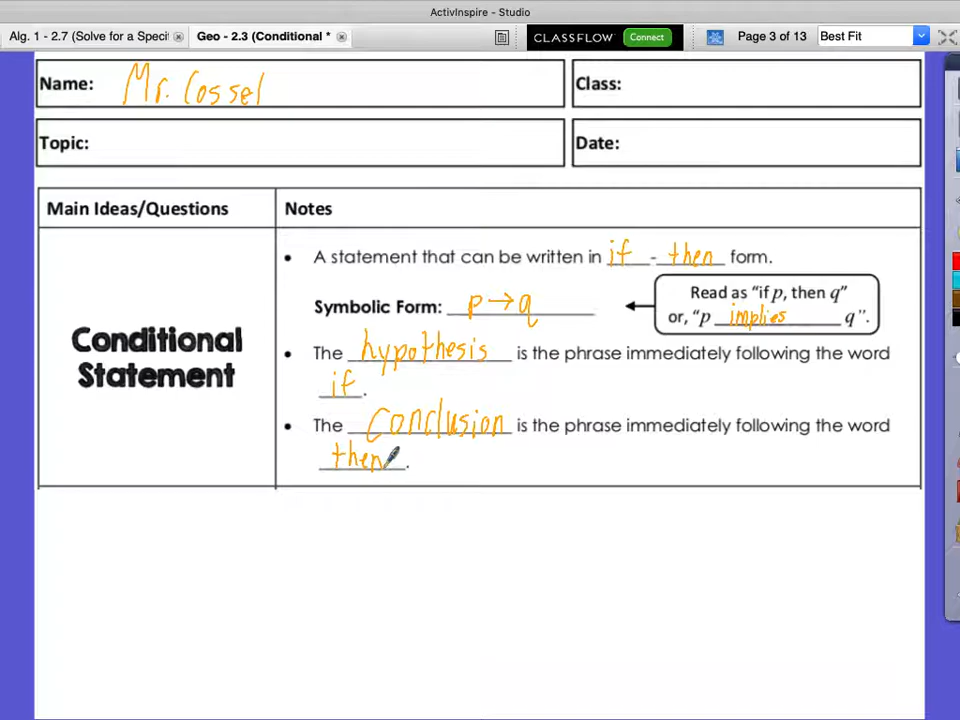 ActivInspire - Studio
Alg. 1 - 2.7 (Solve for a Speci
Geo - 2.3 (Conditional *
CLASSFLOW Connect
Page 3 of 13
Best Fit
Name: Mr. Cossel
Class:
Topic:
Date:
Main Ideas/Questions
Notes
Conditional
Statement
• A statement that can be written in if - then form.
Symbolic Form: p → q
Read as "if p, then q"
or, "p implies q".
• The hypothesis is the phrase immediately following the word
if.
• The conclusion is the phrase immediately following the word
then.